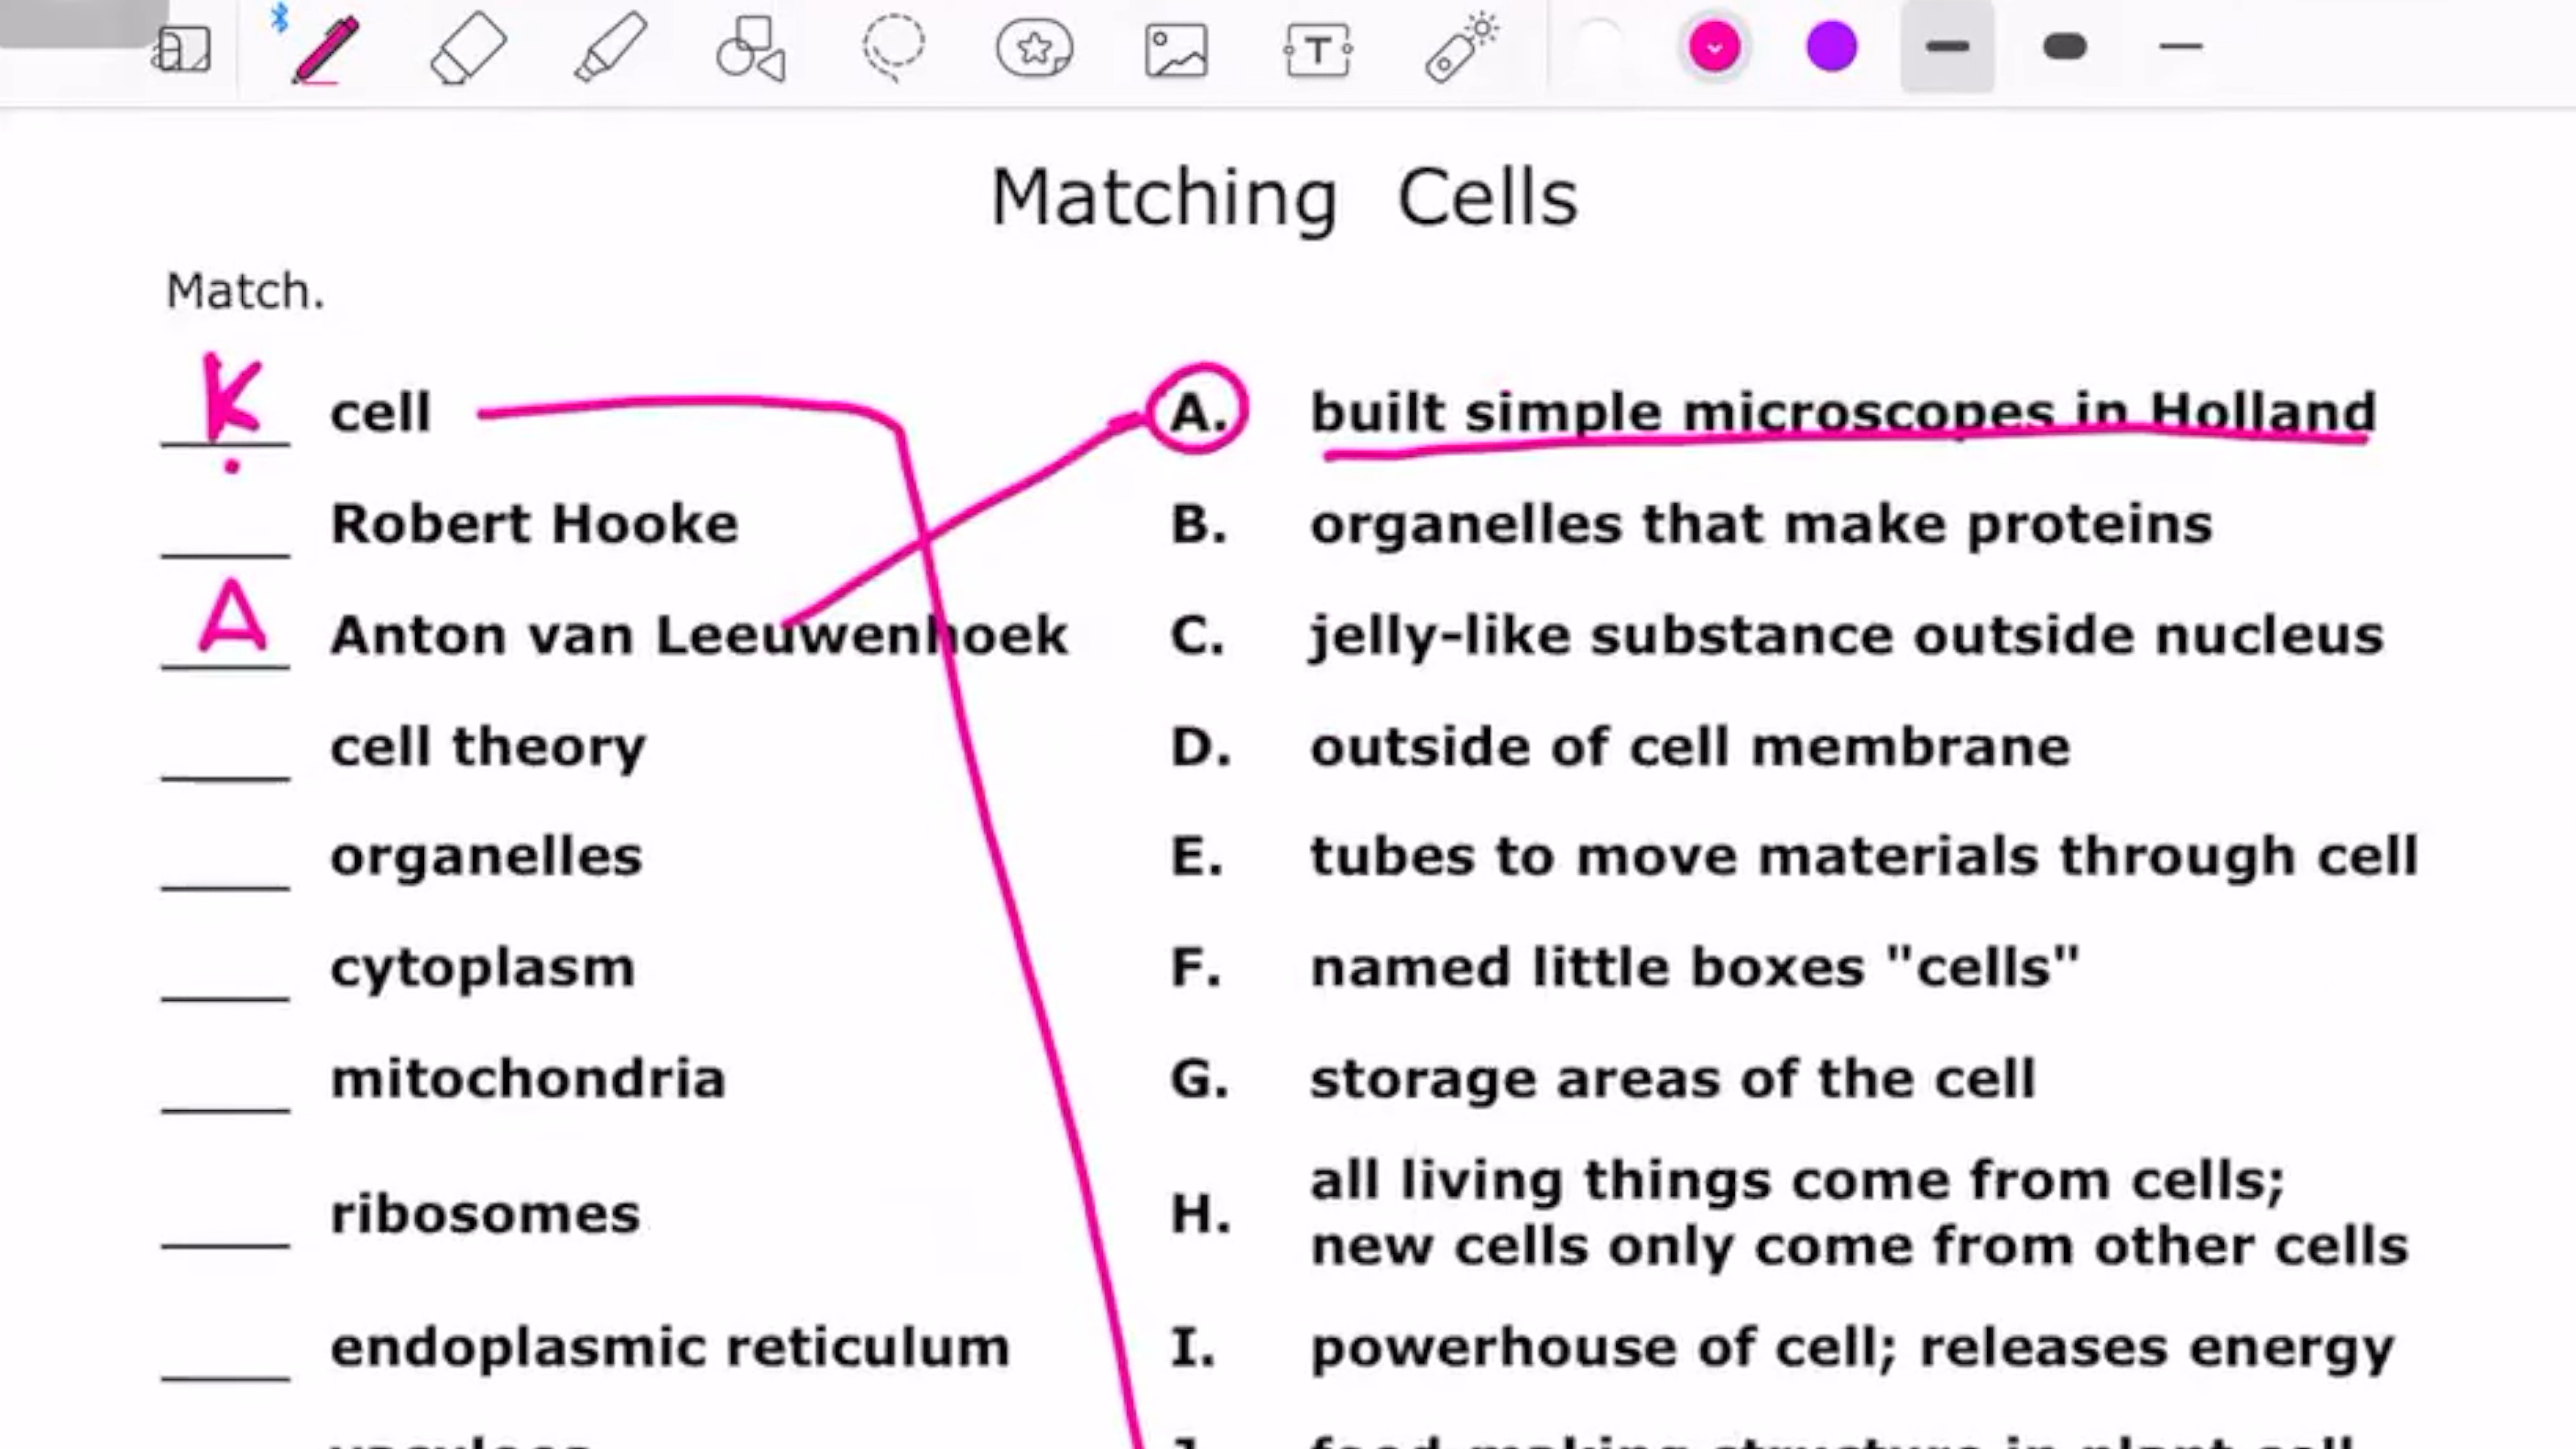 Matching Cells
Match.
K cell
Robert Hooke
A Anton van Leeuwenhoek
cell theory
organelles
cytoplasm
mitochondria
ribosomes
endoplasmic reticulum
A. built simple microscopes in Holland
B. organelles that make proteins
C. jelly-like substance outside nucleus
D. outside of cell membrane
E. tubes to move materials through cell
F. named little boxes "cells"
G. storage areas of the cell
H. all living things come from cells;
new cells only come from other cells
I. powerhouse of cell; releases energy